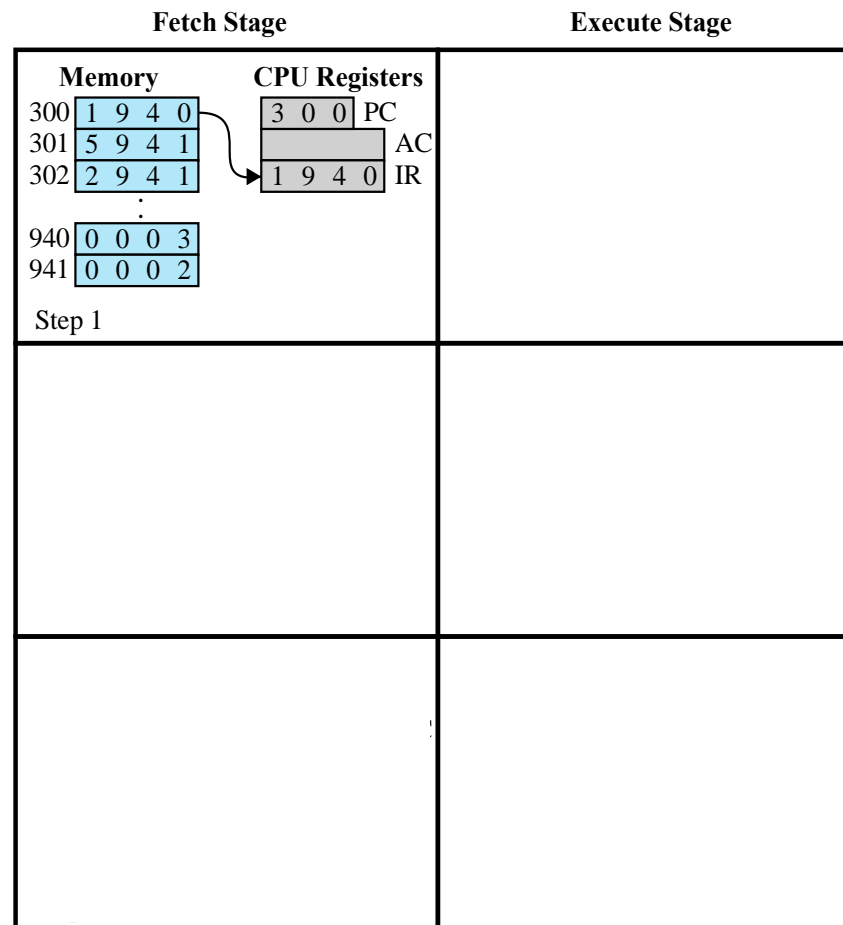 Fetch Stage Execute Stage
Memory CPU Registers
300 1 9 4 0 3 0 0 PC
301 5 9 4 1 AC
302 2 9 4 1 1 9 4 0 IR
:
940 0 0 0 3
941 0 0 0 2
Step 1